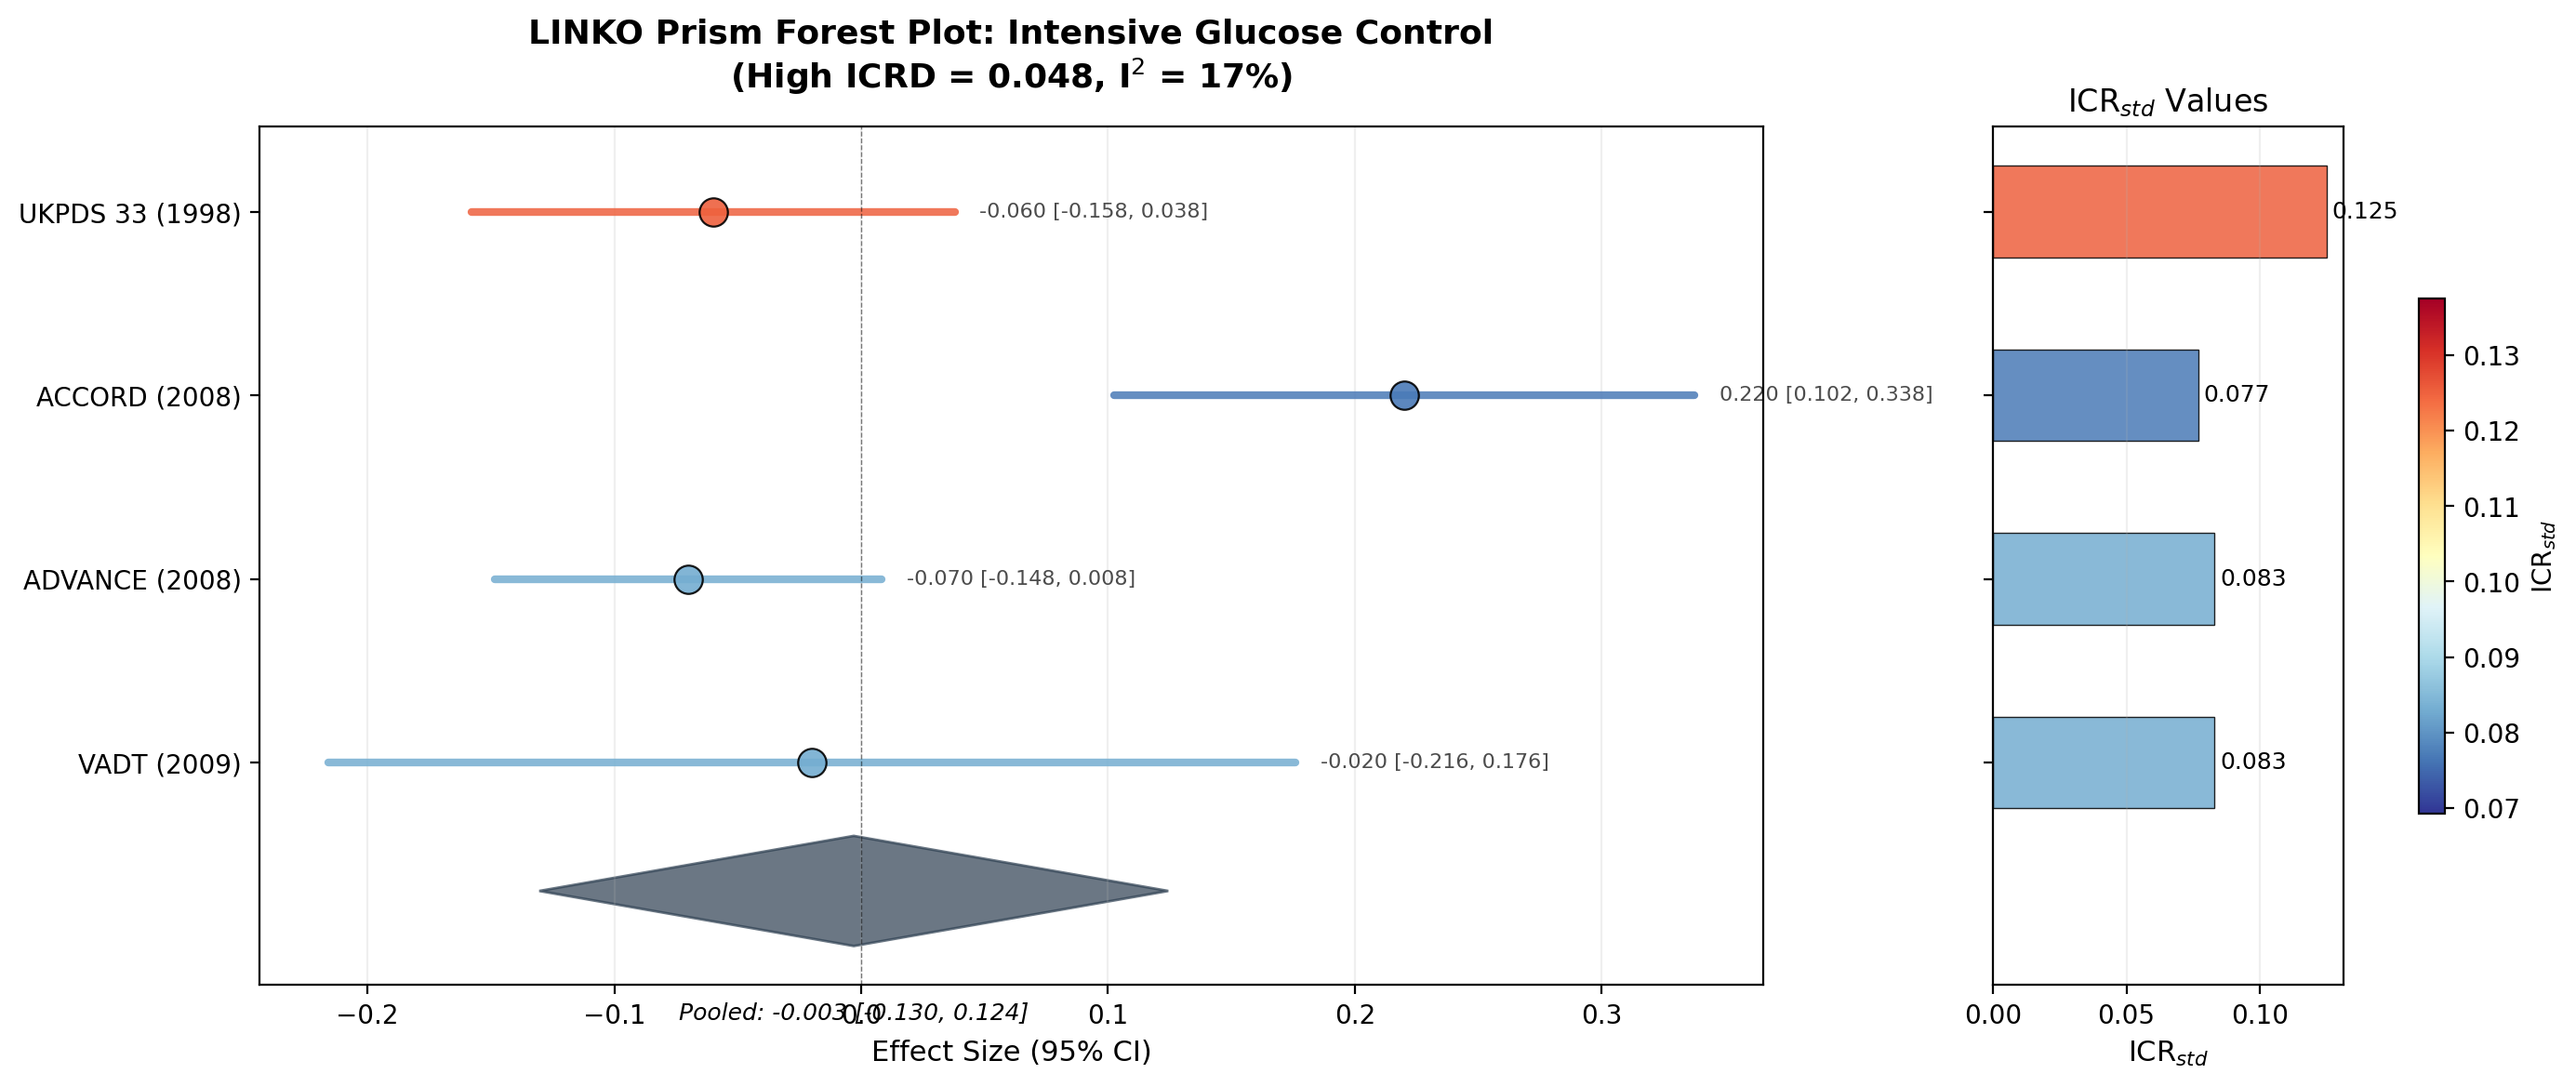 LINKO Prism Forest Plot: Intensive Glucose Control
(High ICRD = 0.048, I² = 17%)
UKPDS 33 (1998)
-0.060 [-0.158, 0.038]
ACCORD (2008)
0.220 [0.102, 0.338]
ADVANCE (2008)
-0.070 [-0.148, 0.008]
VADT (2009)
-0.020 [-0.216, 0.176]
−0.2 −0.1 0.0 0.1 0.2 0.3
Pooled: -0.003 [-0.130, 0.124]
Effect Size (95% CI)
ICR_std Values
0.125
0.077
0.083
0.083
0.00 0.05 0.10
ICR_std
0.13
0.12
0.11
0.10
0.09
0.08
0.07
ICR_std